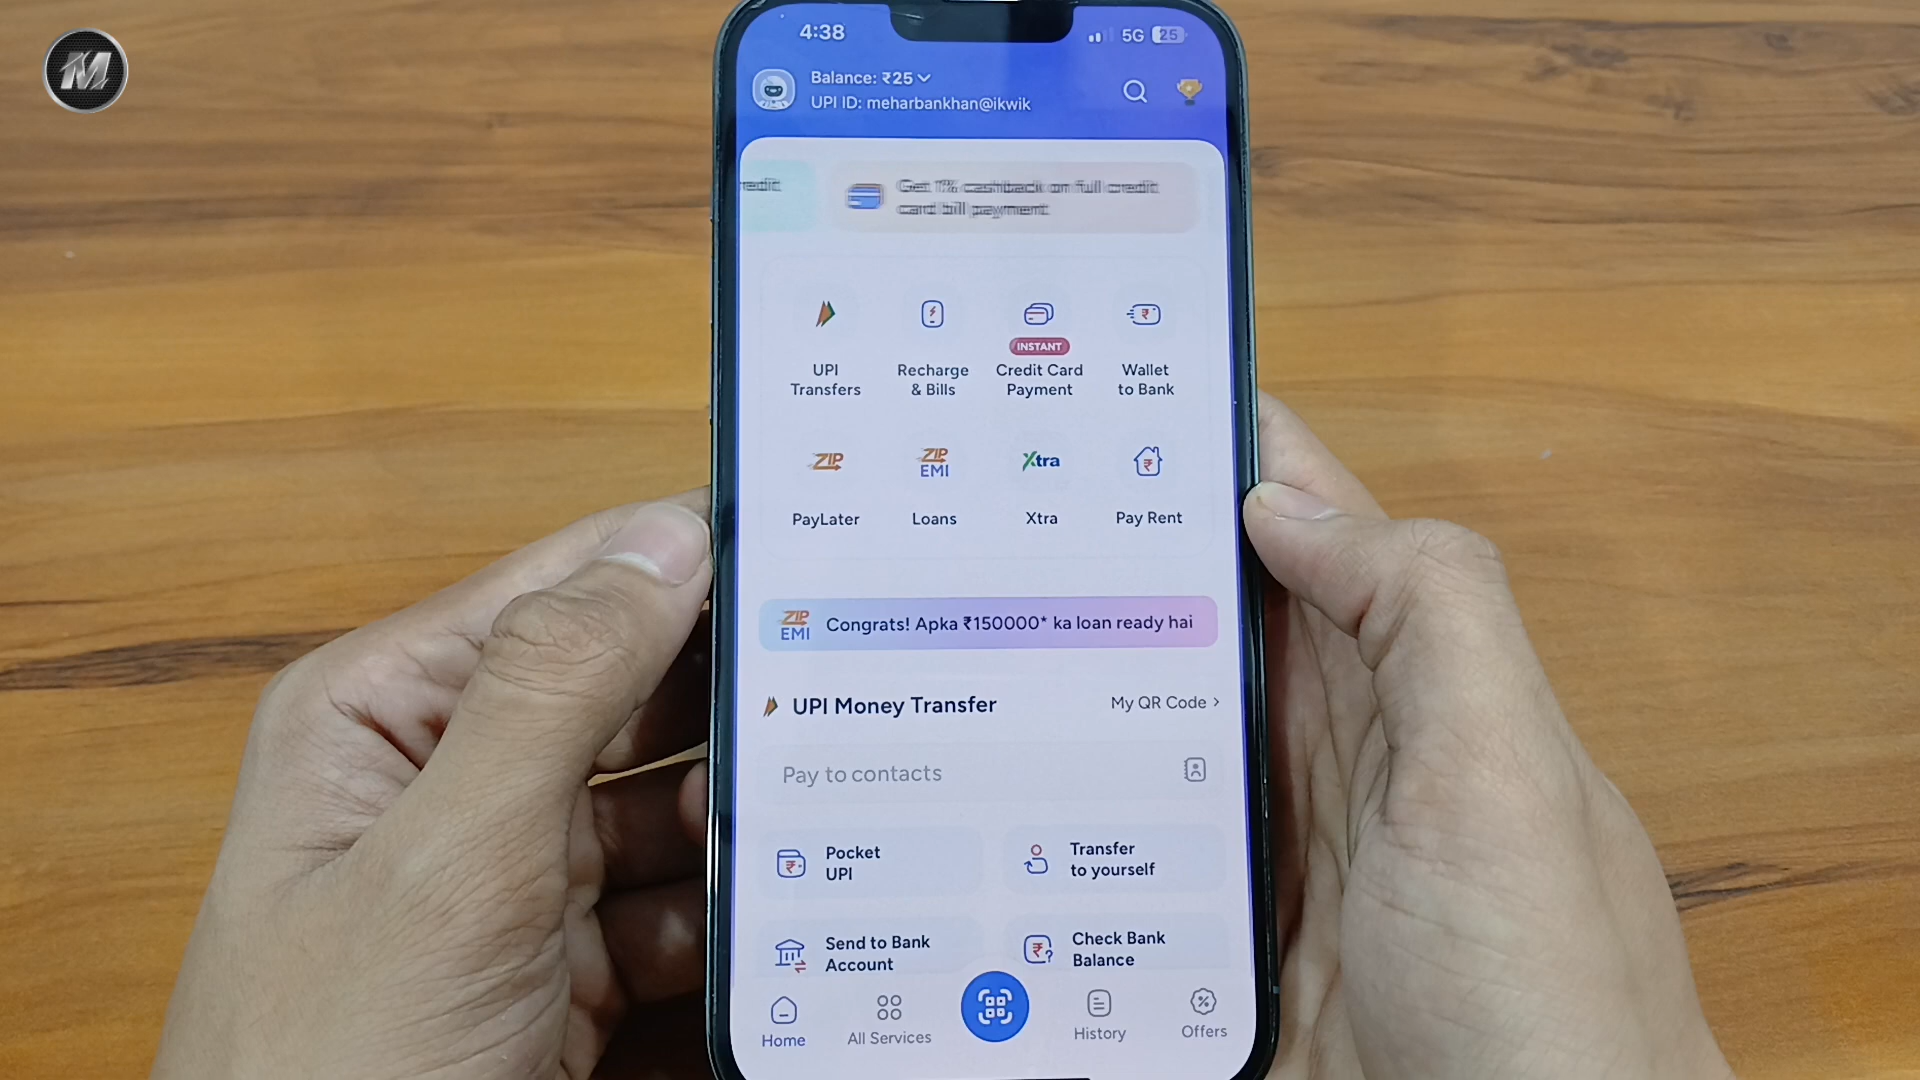 M
4:38
5G 25
Balance: ₹25
UPI ID: meharbankhan@ikwik
redit
Get 1% cashback on full credit
card bill payment
INSTANT
UPI Transfers
Recharge & Bills
Credit Card Payment
Wallet to Bank
ZIP
ZIP EMI
Xtra
PayLater
Loans
Xtra
Pay Rent
ZIP EMI
Congrats! Apka ₹150000* ka loan ready hai
UPI Money Transfer
My QR Code >
Pay to contacts
Pocket
UPI
Transfer
to yourself
Send to Bank
Account
Check Bank
Balance
Home
All Services
History
Offers